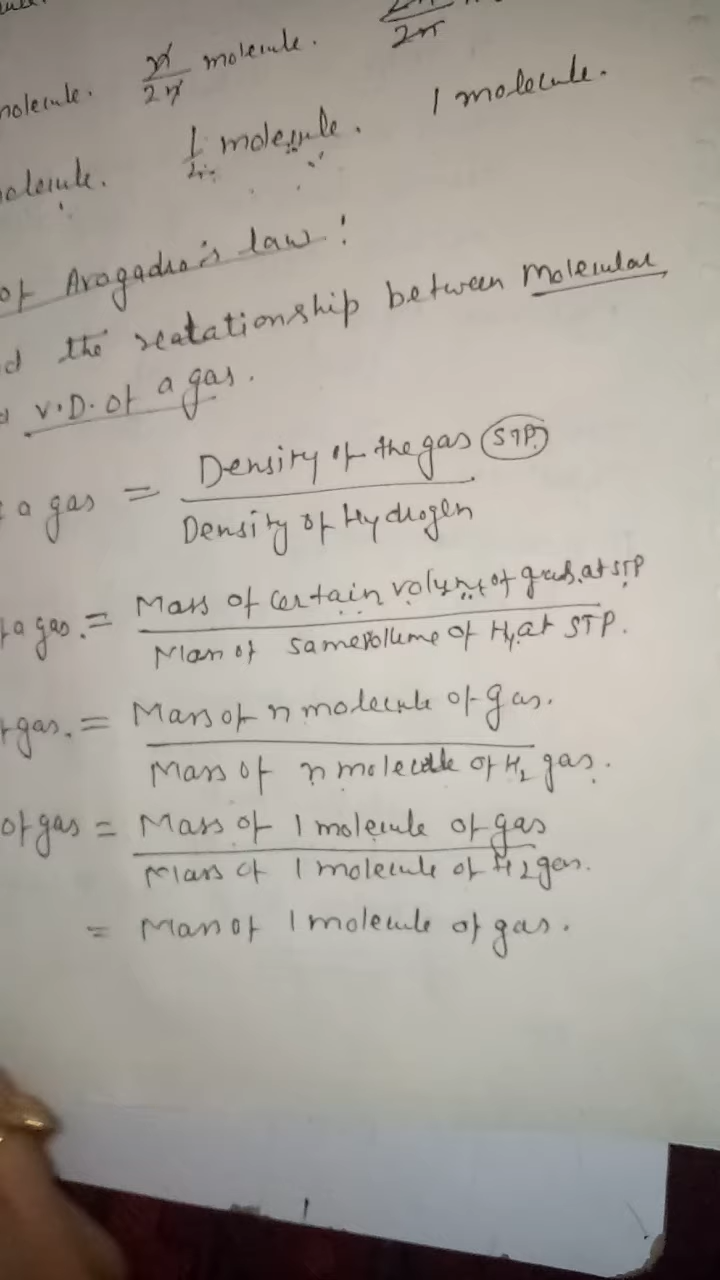 molecule. n/2n molecule. 2n/2n
molecule. 1/2 molecule. 1 molecule.
of Avogadro's law:
d the relationship between molecular
V.D. of a gas.
a gas = Density of the gas (STP)
Density of Hydrogen
a gas. = Mass of certain volume of gas at STP
Mass of same volume of H2 at STP.
gas. = Mass of n molecule of gas.
Mass of n molecule of H2 gas.
of gas = Mass of 1 molecule of gas
Mass of 1 molecule of H2 gas.
= Mass of 1 molecule of gas.